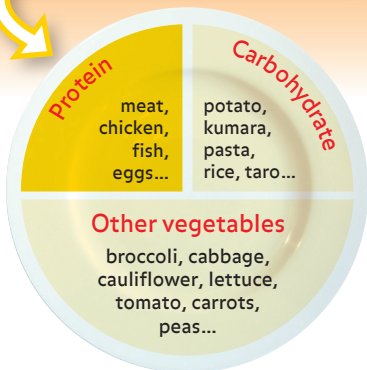 Protein
meat,
chicken,
fish,
eggs...
Carbohydrate
potato,
kumara,
pasta,
rice, taro...
Other vegetables
broccoli, cabbage,
cauliflower, lettuce,
tomato, carrots,
peas...